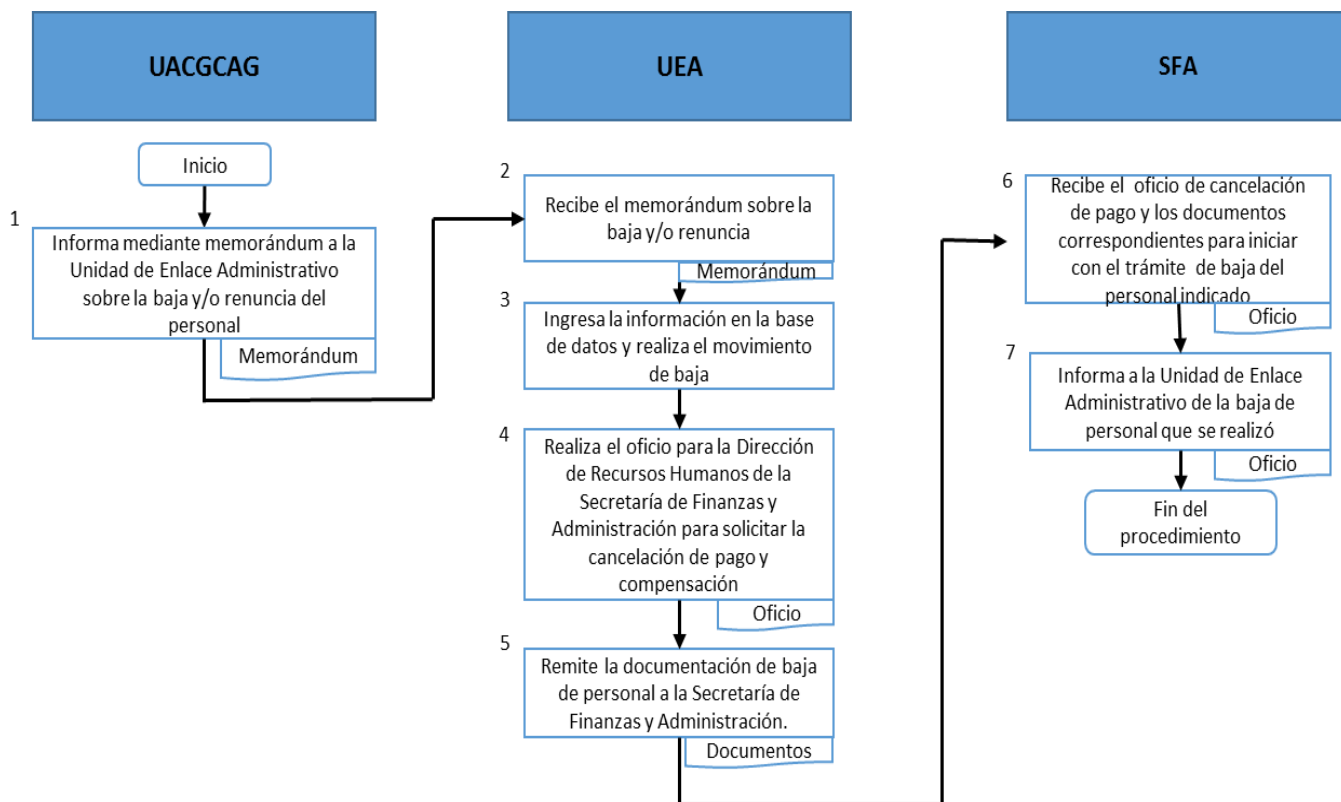 UACGCAG
UEA
SFA
Inicio
1
Informa mediante memorándum a la
Unidad de Enlace Administrativo
sobre la baja y/o renuncia del
personal
Memorándum
2
Recibe el memorándum sobre la
baja y/o renuncia
Memorándum
3
Ingresa la información en la base
de datos y realiza el movimiento
de baja
4
Realiza el oficio para la Dirección
de Recursos Humanos de la
Secretaría de Finanzas y
Administración para solicitar la
cancelación de pago y
compensación
Oficio
5
Remite la documentación de baja
de personal a la Secretaría de
Finanzas y Administración.
Documentos
6
Recibe el oficio de cancelación
de pago y los documentos
correspondientes para iniciar
con el trámite de baja del
personal indicado
Oficio
7
Informa a la Unidad de Enlace
Administrativo de la baja de
personal que se realizó
Oficio
Fin del
procedimiento